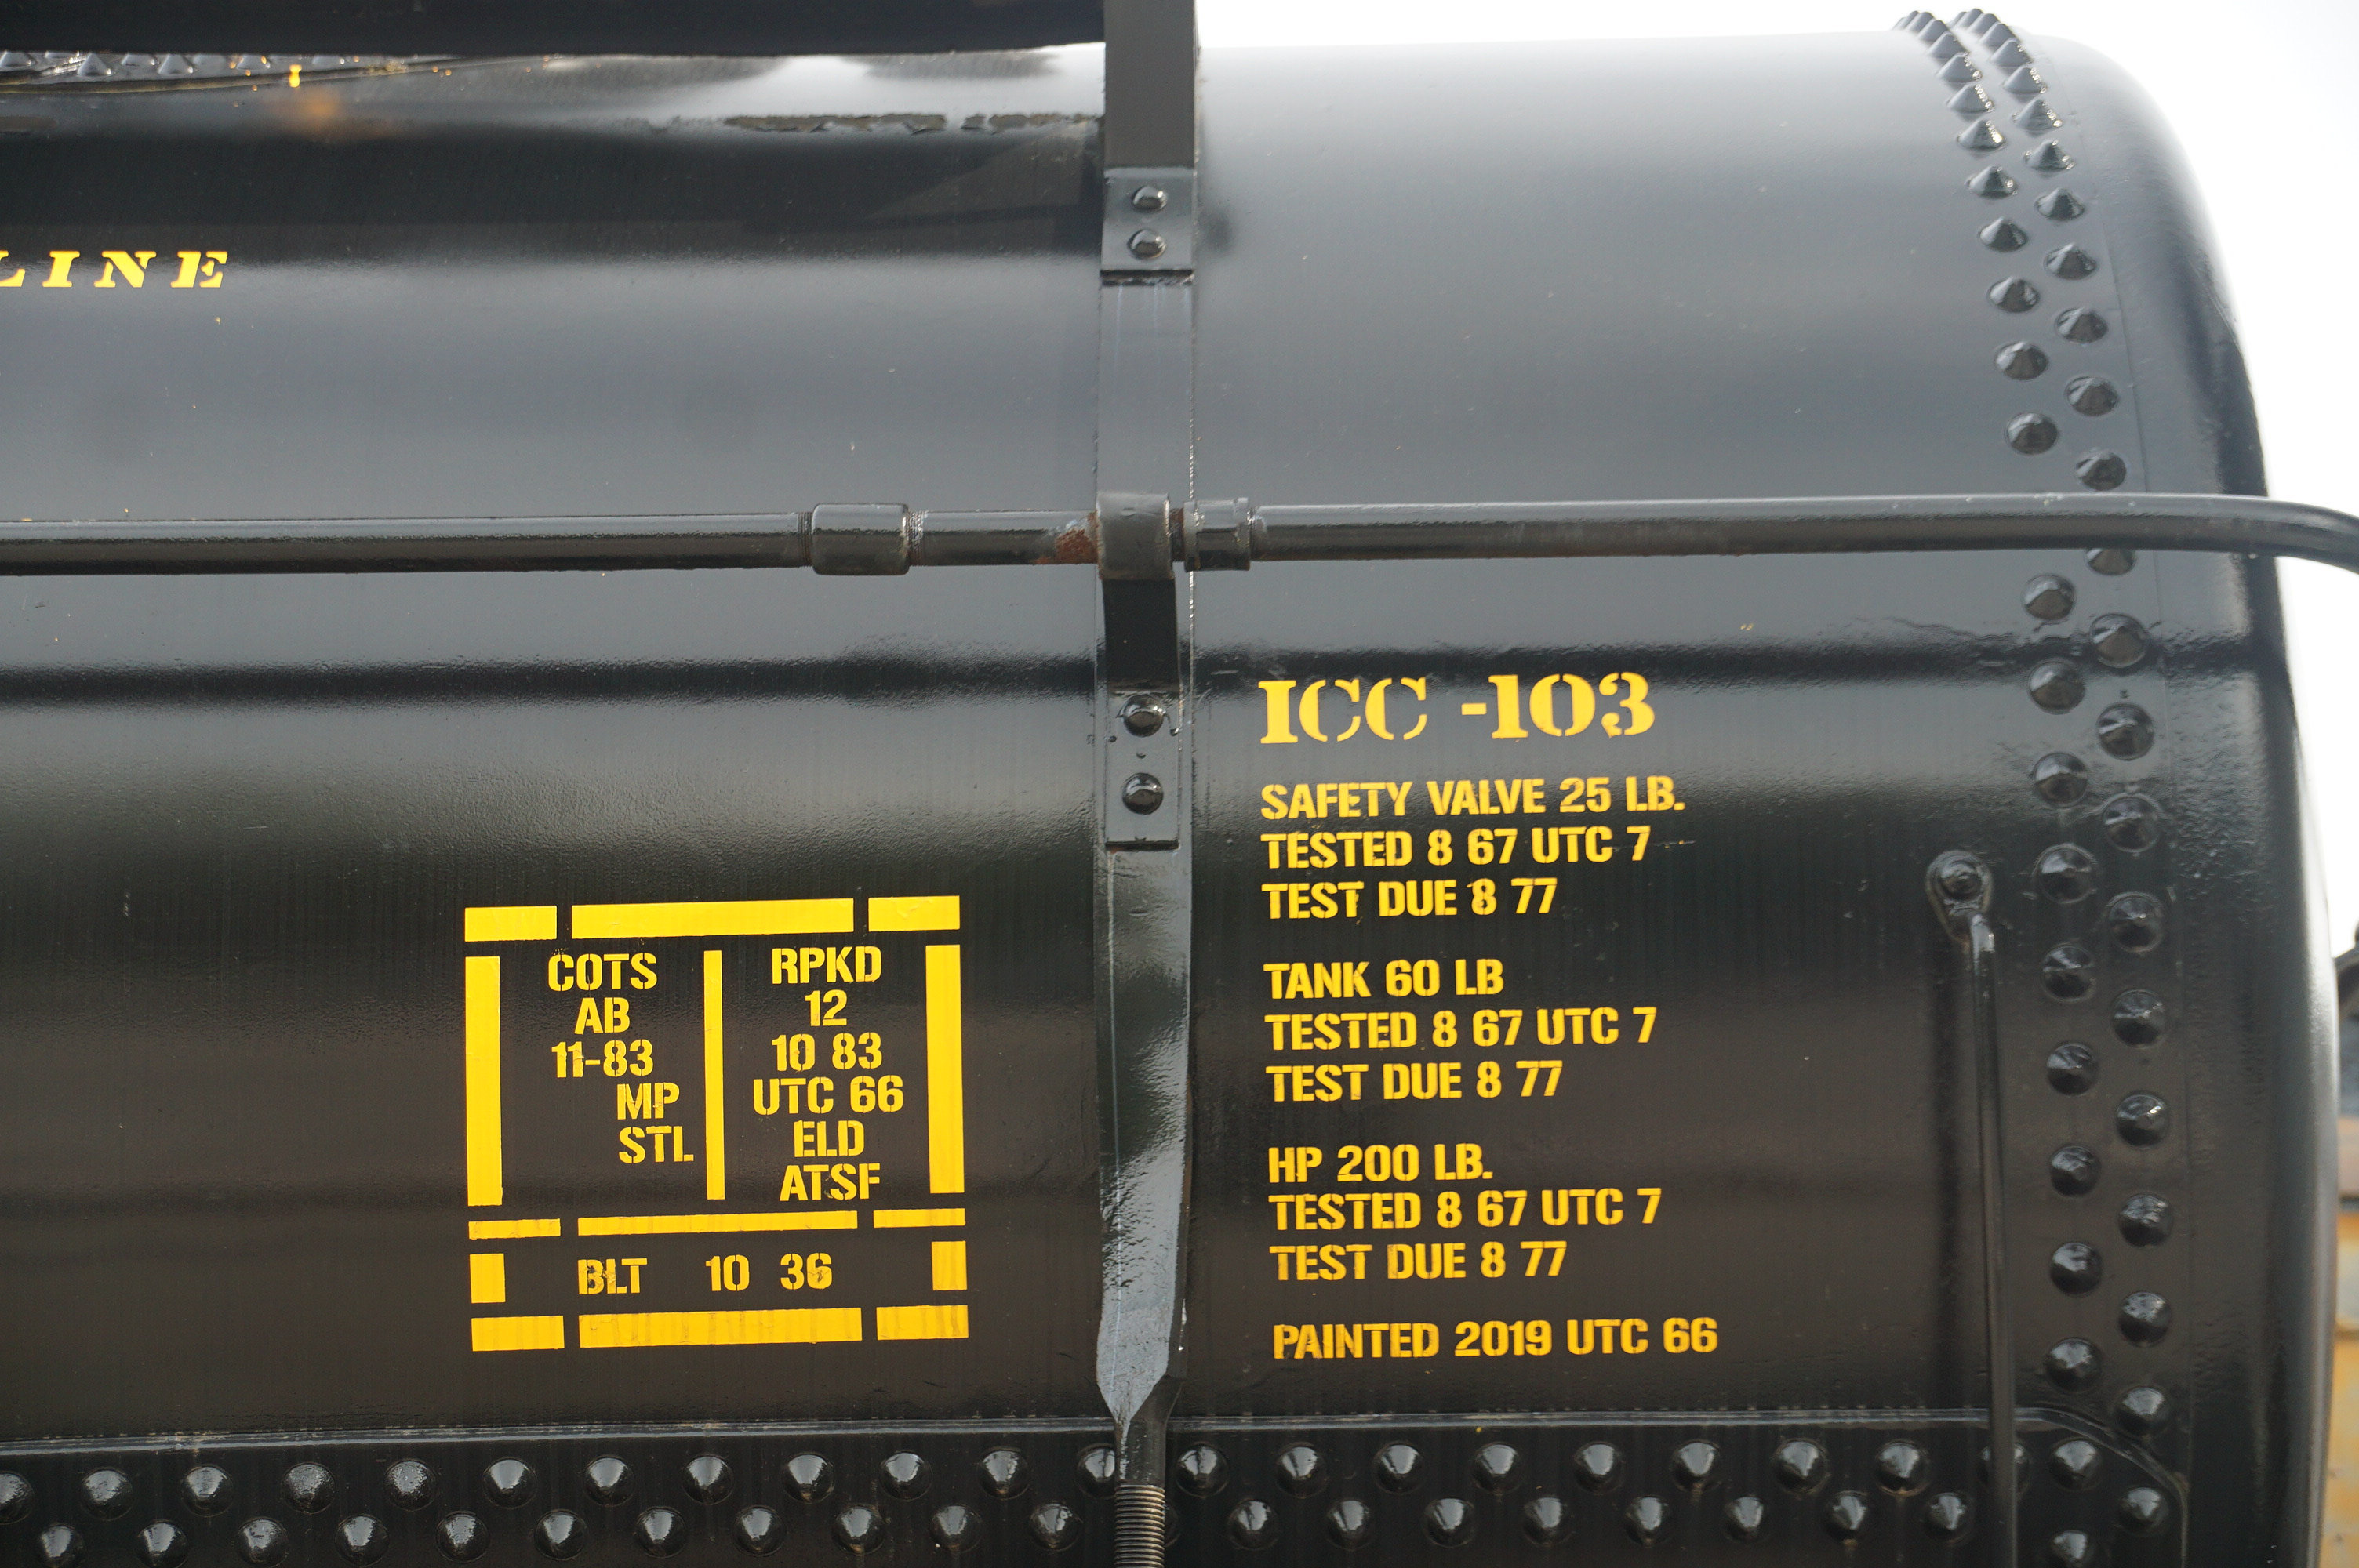 LINE
COTS
AB
11-83
MP
STL
RPKD
12
10 83
UTC 66
ELD
ATSF
BLT 10 36
ICC -103
SAFETY VALVE 25 LB.
TESTED 8 67 UTC 7
TEST DUE 8 77
TANK 60 LB
TESTED 8 67 UTC 7
TEST DUE 8 77
HP 200 LB.
TESTED 8 67 UTC 7
TEST DUE 8 77
PAINTED 2019 UTC 66